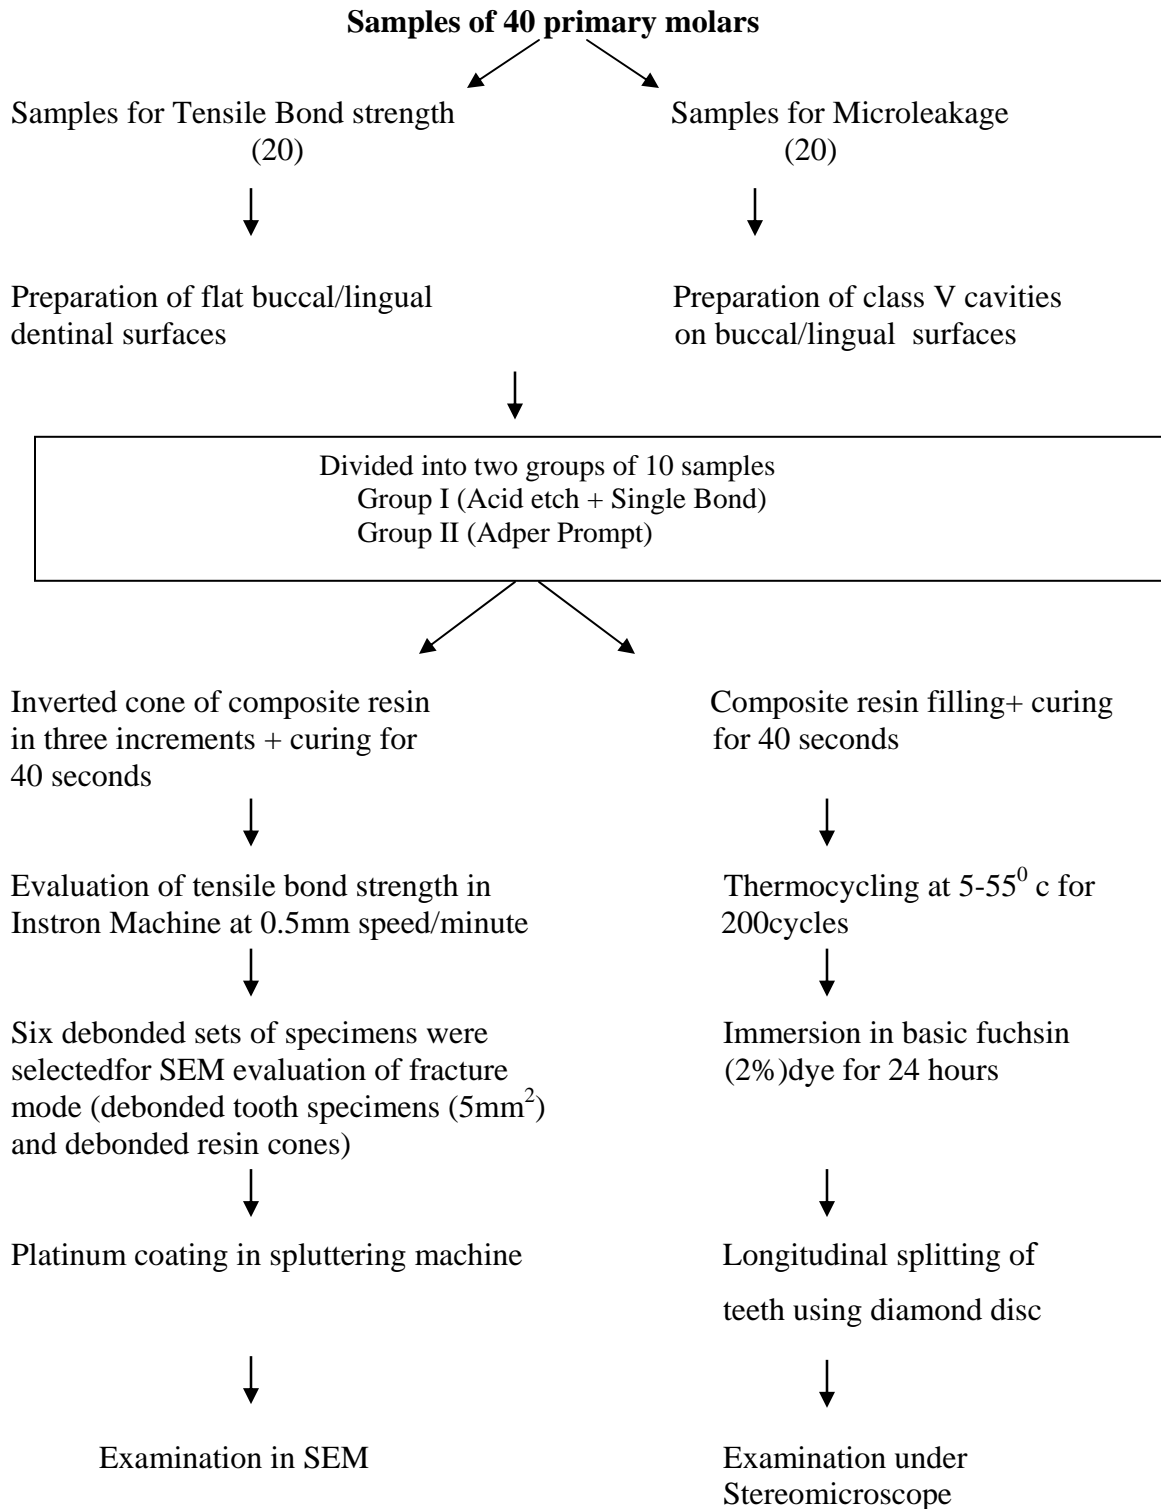 Samples of 40 primary molars
Samples for Tensile Bond strength
(20)
Samples for Microleakage
(20)
Preparation of flat buccal/lingual
dentinal surfaces
Preparation of class V cavities
on buccal/lingual surfaces
Divided into two groups of 10 samples
Group I (Acid etch + Single Bond)
Group II (Adper Prompt)
Inverted cone of composite resin
in three increments + curing for
40 seconds
Composite resin filling+ curing
for 40 seconds
Evaluation of tensile bond strength in
Instron Machine at 0.5mm speed/minute
Thermocycling at 5-55⁰ c for
200cycles
Six debonded sets of specimens were
selectedfor SEM evaluation of fracture
mode (debonded tooth specimens (5mm²)
and debonded resin cones)
Immersion in basic fuchsin
(2%)dye for 24 hours
Platinum coating in spluttering machine
Longitudinal splitting of
teeth using diamond disc
Examination in SEM
Examination under
Stereomicroscope